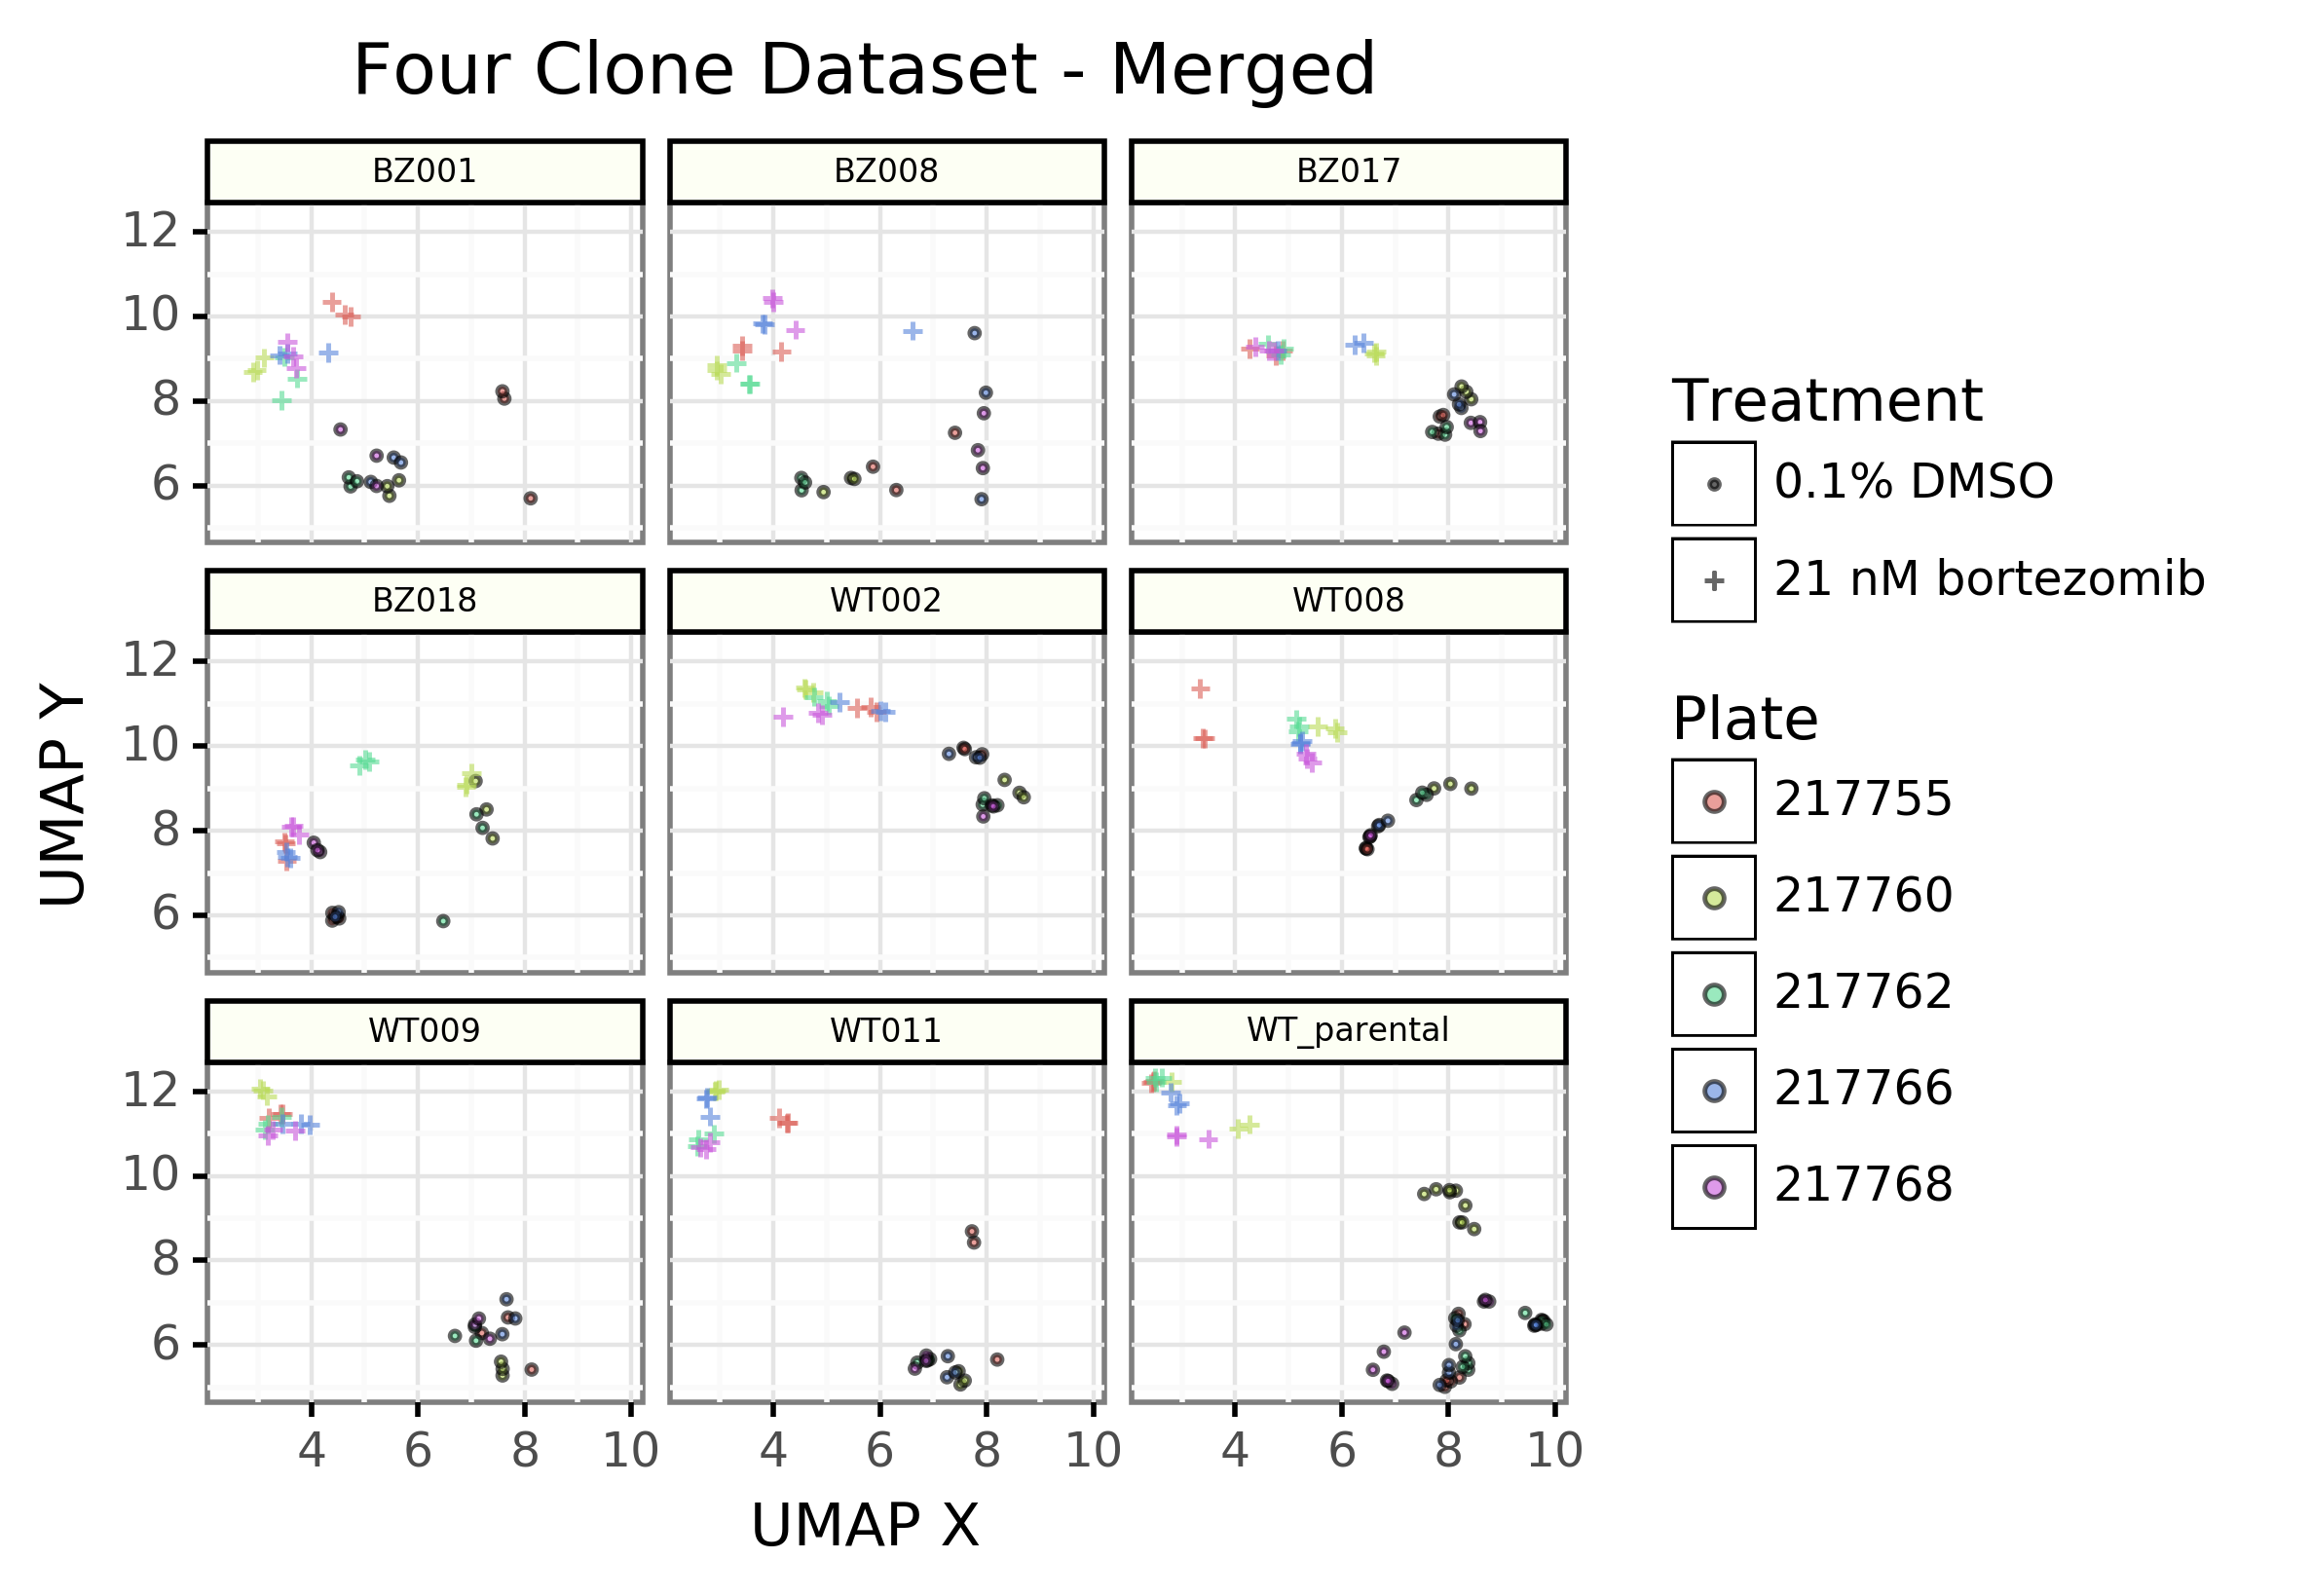 Four Clone Dataset - Merged
BZ001 BZ008 BZ017
12
10
8
6
BZ018 WT002 WT008
12
10
8
6
WT009 WT011 WT_parental
12
10
8
6
4 6 8 10 4 6 8 10 4 6 8 10
UMAP X
UMAP Y
Treatment
0.1% DMSO
21 nM bortezomib
Plate
217755
217760
217762
217766
217768